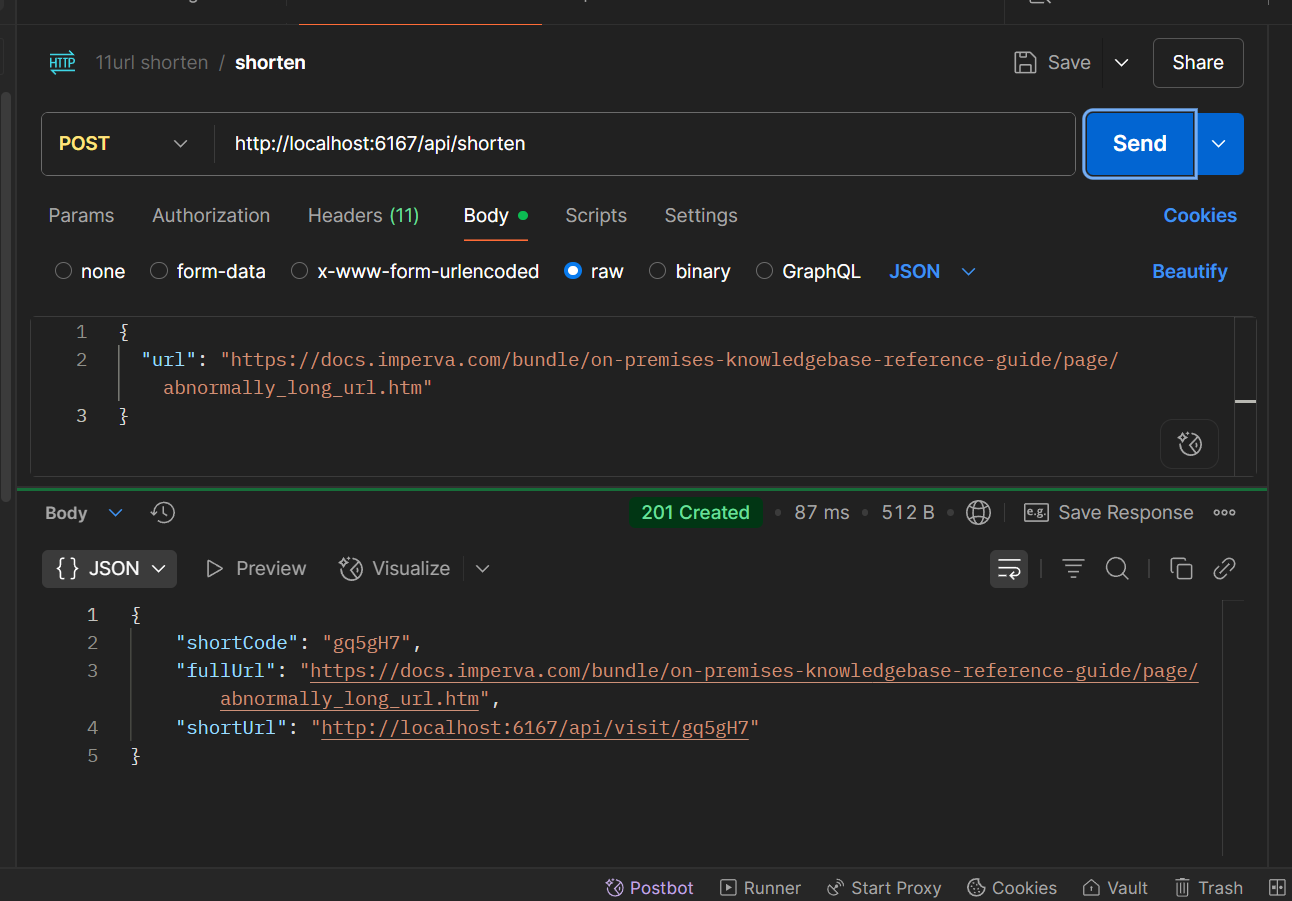 HTTP 11url shorten / shorten Save Share
POST http://localhost:6167/api/shorten Send
Params Authorization Headers (11) Body Scripts Settings Cookies
none form-data x-www-form-urlencoded raw binary GraphQL JSON Beautify
1 {
2 "url": "https://docs.imperva.com/bundle/on-premises-knowledgebase-reference-guide/page/
abnormally_long_url.htm"
3 }
Body 201 Created 87 ms 512 B e.g. Save Response
{} JSON Preview Visualize
1 {
2 "shortCode": "gq5gH7",
3 "fullUrl": "https://docs.imperva.com/bundle/on-premises-knowledgebase-reference-guide/page/
abnormally_long_url.htm",
4 "shortUrl": "http://localhost:6167/api/visit/gq5gH7"
5 }
Postbot Runner Start Proxy Cookies Vault Trash